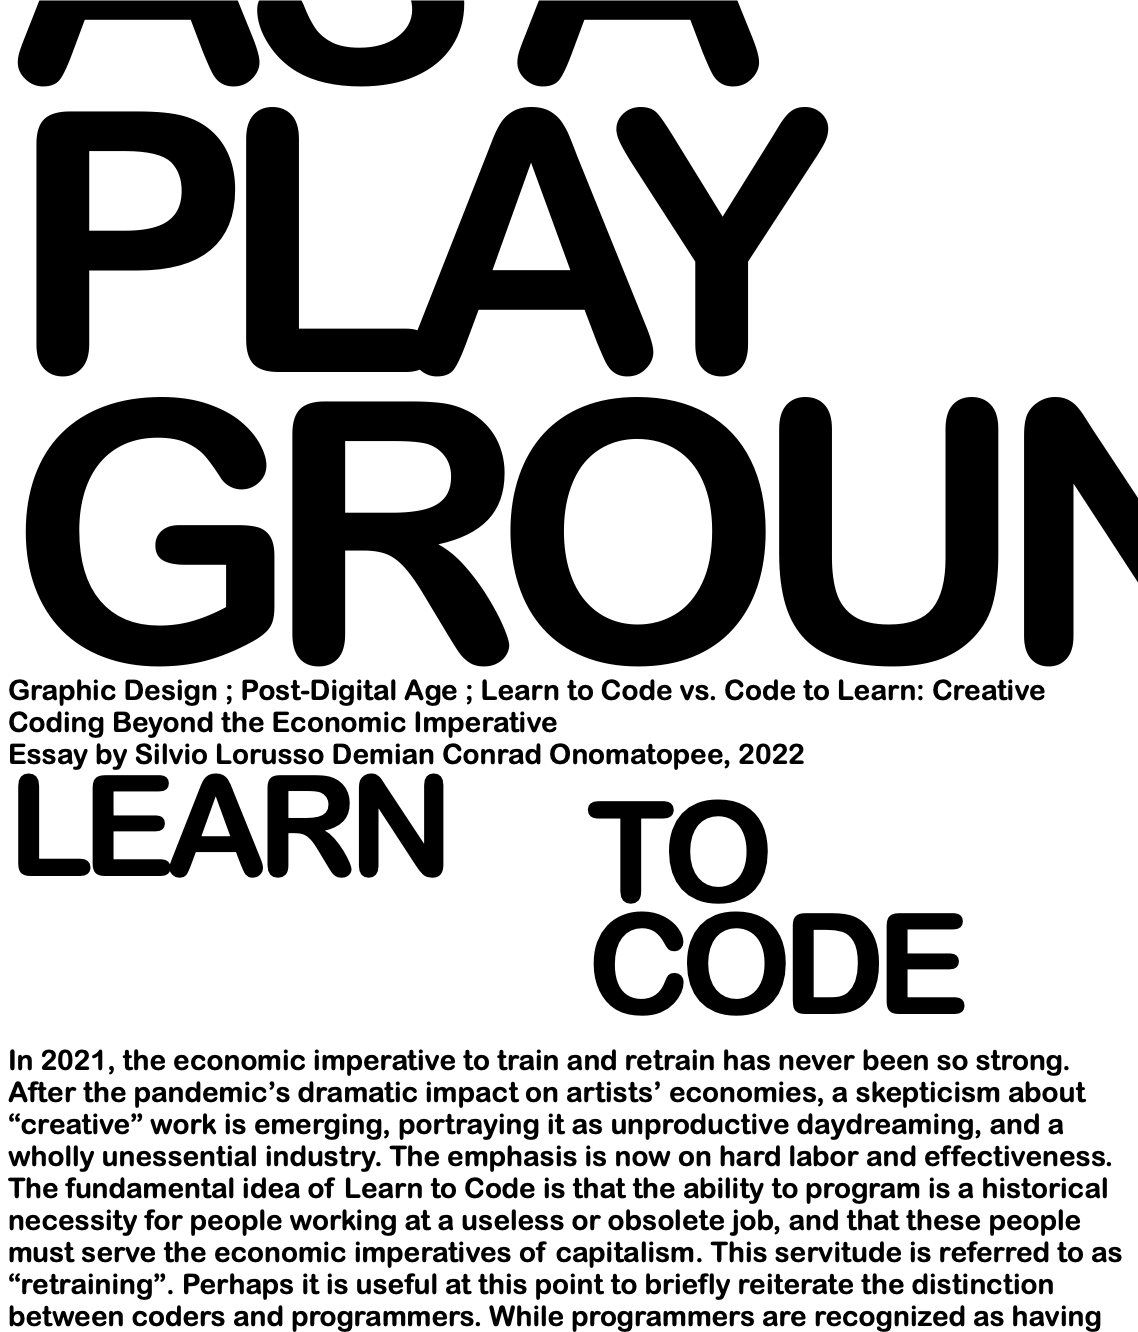 AS A
PLAY
GROUN
Graphic Design ; Post-Digital Age ; Learn to Code vs. Code to Learn: Creative
Coding Beyond the Economic Imperative
Essay by Silvio Lorusso Demian Conrad Onomatopee, 2022
LEARN
TO
CODE
In 2021, the economic imperative to train and retrain has never been so strong.
After the pandemic’s dramatic impact on artists’ economies, a skepticism about
“creative” work is emerging, portraying it as unproductive daydreaming, and a
wholly unessential industry. The emphasis is now on hard labor and effectiveness.
The fundamental idea of Learn to Code is that the ability to program is a historical
necessity for people working at a useless or obsolete job, and that these people
must serve the economic imperatives of capitalism. This servitude is referred to as
“retraining”. Perhaps it is useful at this point to briefly reiterate the distinction
between coders and programmers. While programmers are recognized as having